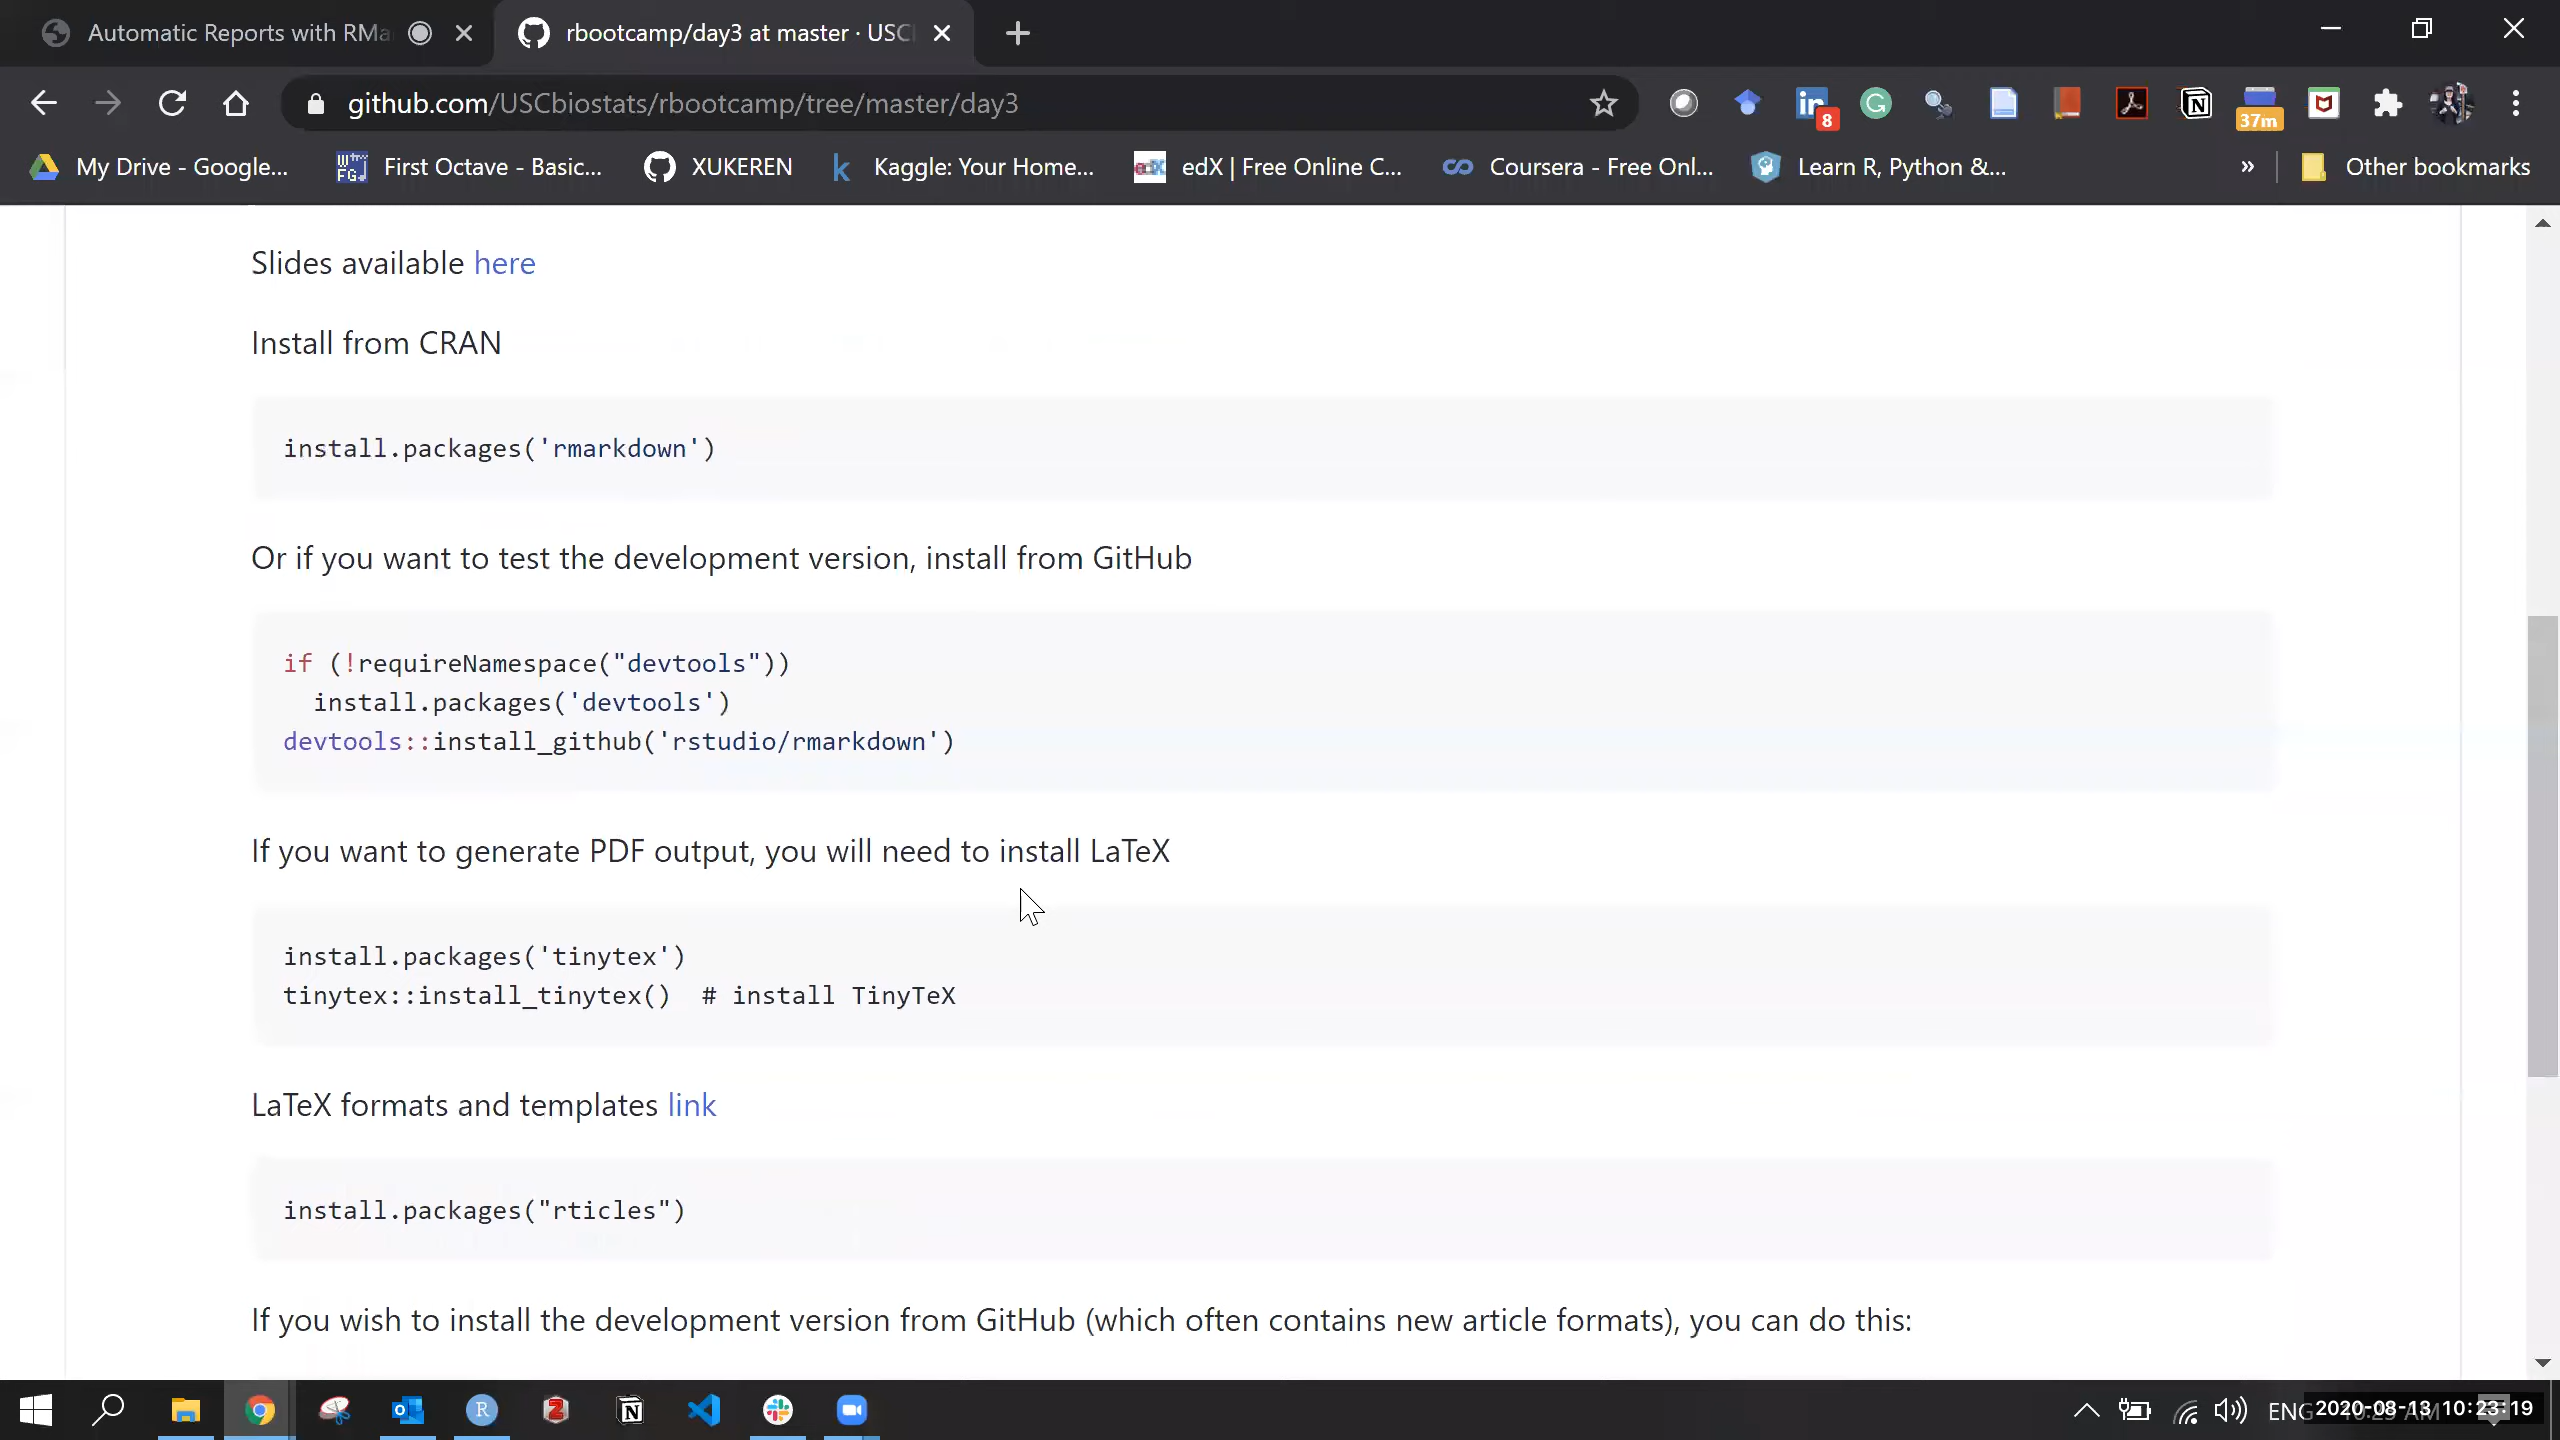 Automatic Reports with RMa
rbootcamp/day3 at master · USC
github.com/USCbiostats/rbootcamp/tree/master/day3
8
37m
My Drive - Google...
First Octave - Basic...
XUKEREN
Kaggle: Your Home...
edX | Free Online C...
Coursera - Free Onl...
Learn R, Python &...
»
Other bookmarks
Slides available here
Install from CRAN
install.packages('rmarkdown')
Or if you want to test the development version, install from GitHub
if (!requireNamespace("devtools"))
install.packages('devtools')
devtools::install_github('rstudio/rmarkdown')
If you want to generate PDF output, you will need to install LaTeX
install.packages('tinytex')
tinytex::install_tinytex()  # install TinyTeX
LaTeX formats and templates link
install.packages("rticles")
If you wish to install the development version from GitHub (which often contains new article formats), you can do this:
ENG
2020-08-13 10:23:19